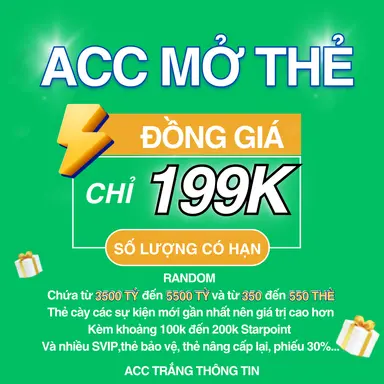 ACC MỞ THẺ
ĐỒNG GIÁ
CHỈ 199K
SỐ LƯỢNG CÓ HẠN
RANDOM
Chứa từ 3500 TỶ đến 5500 TỶ và từ 350 đến 550 THẺ
Thẻ cày các sự kiện mới gần nhất nên giá trị cao hơn
Kèm khoảng 100k đến 200k Starpoint
Và nhiều SVIP,thẻ bảo vệ, thẻ nâng cấp lại, phiếu 30%...
ACC TRẮNG THÔNG TIN